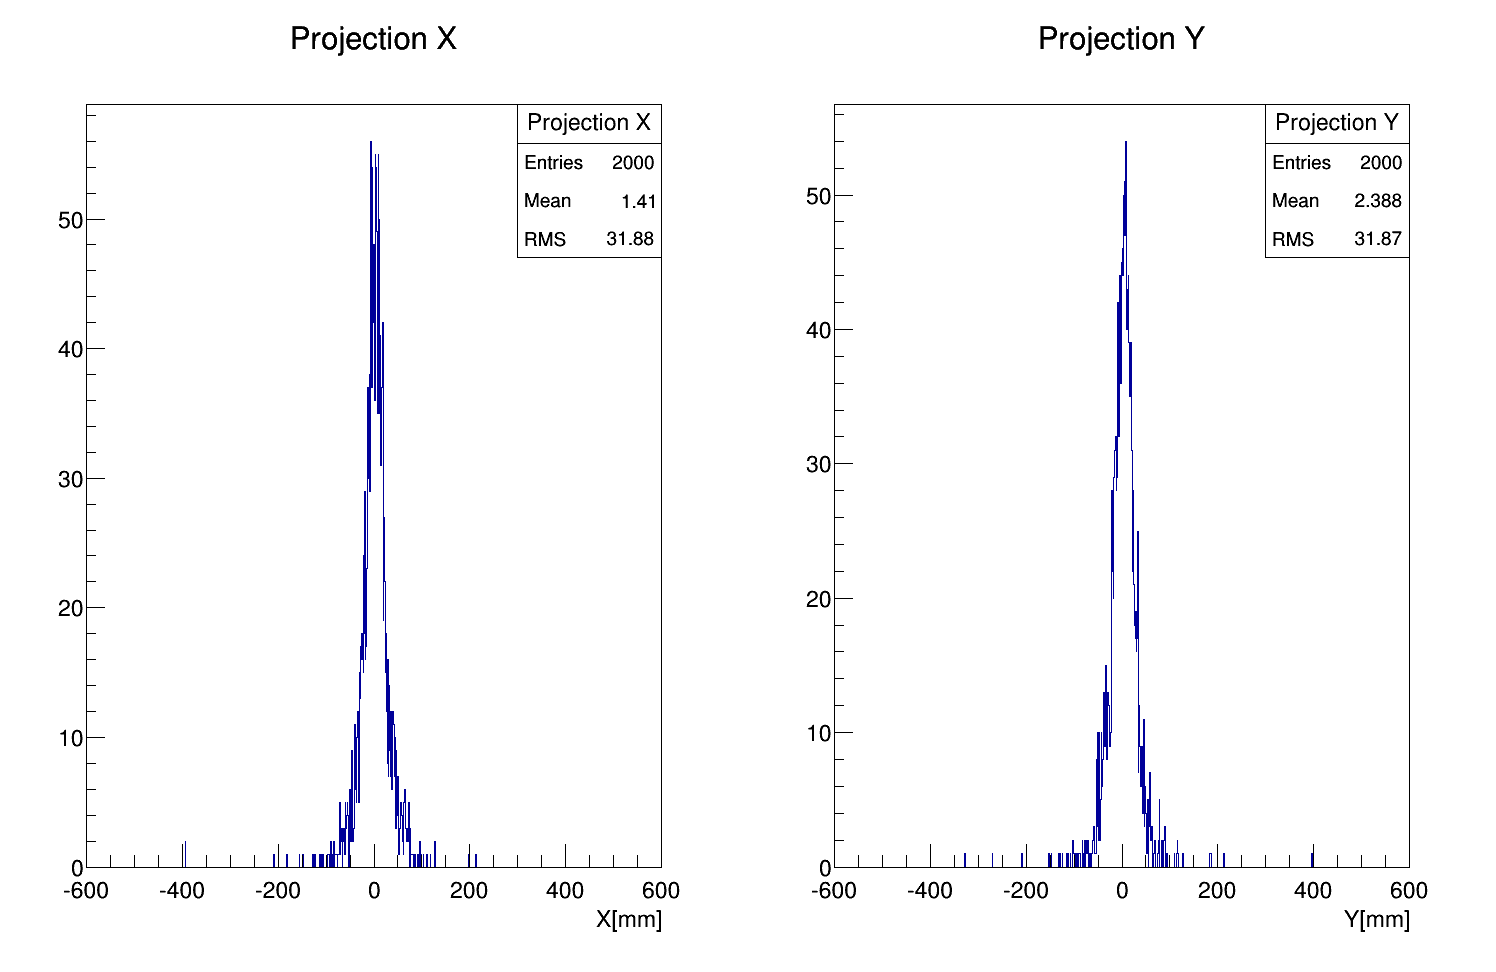 Projection X
Projection X
Entries 2000
Mean 1.41
RMS 31.88
50
40
30
20
10
0
-600 -400 -200 0 200 400 600
X[mm]
Projection Y
Projection Y
Entries 2000
Mean 2.388
RMS 31.87
50
40
30
20
10
0
-600 -400 -200 0 200 400 600
Y[mm]